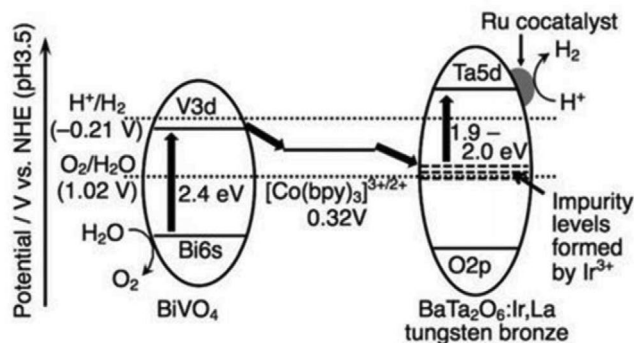 Potential / V vs. NHE (pH3.5)
H⁺/H₂
(–0.21 V)
O₂/H₂O
(1.02 V)
H₂O
O₂
V3d
2.4 eV
Bi6s
BiVO₄
[Co(bpy)₃]³⁺/²⁺
0.32V
Ru cocatalyst
H₂
H⁺
Ta5d
1.9 –
2.0 eV
Impurity
levels
formed
by Ir³⁺
O2p
BaTa₂O₆:Ir,La
tungsten bronze